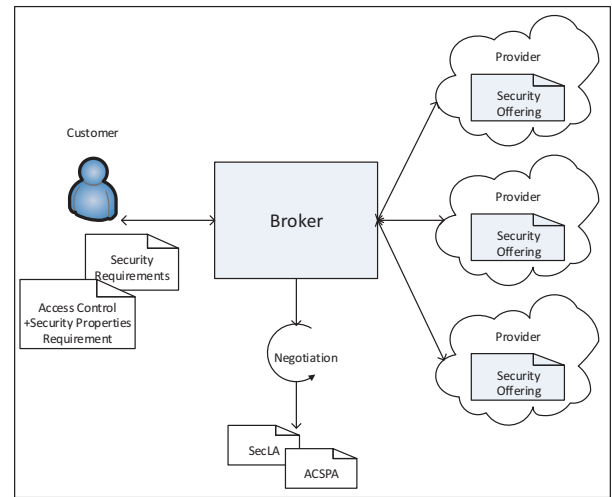 Customer
Security
Requirements
Access Control
+Security Properties
Requirement
Broker
Negotiation
SecLA
ACSPA
Provider
Security
Offering
Provider
Security
Offering
Provider
Security
Offering